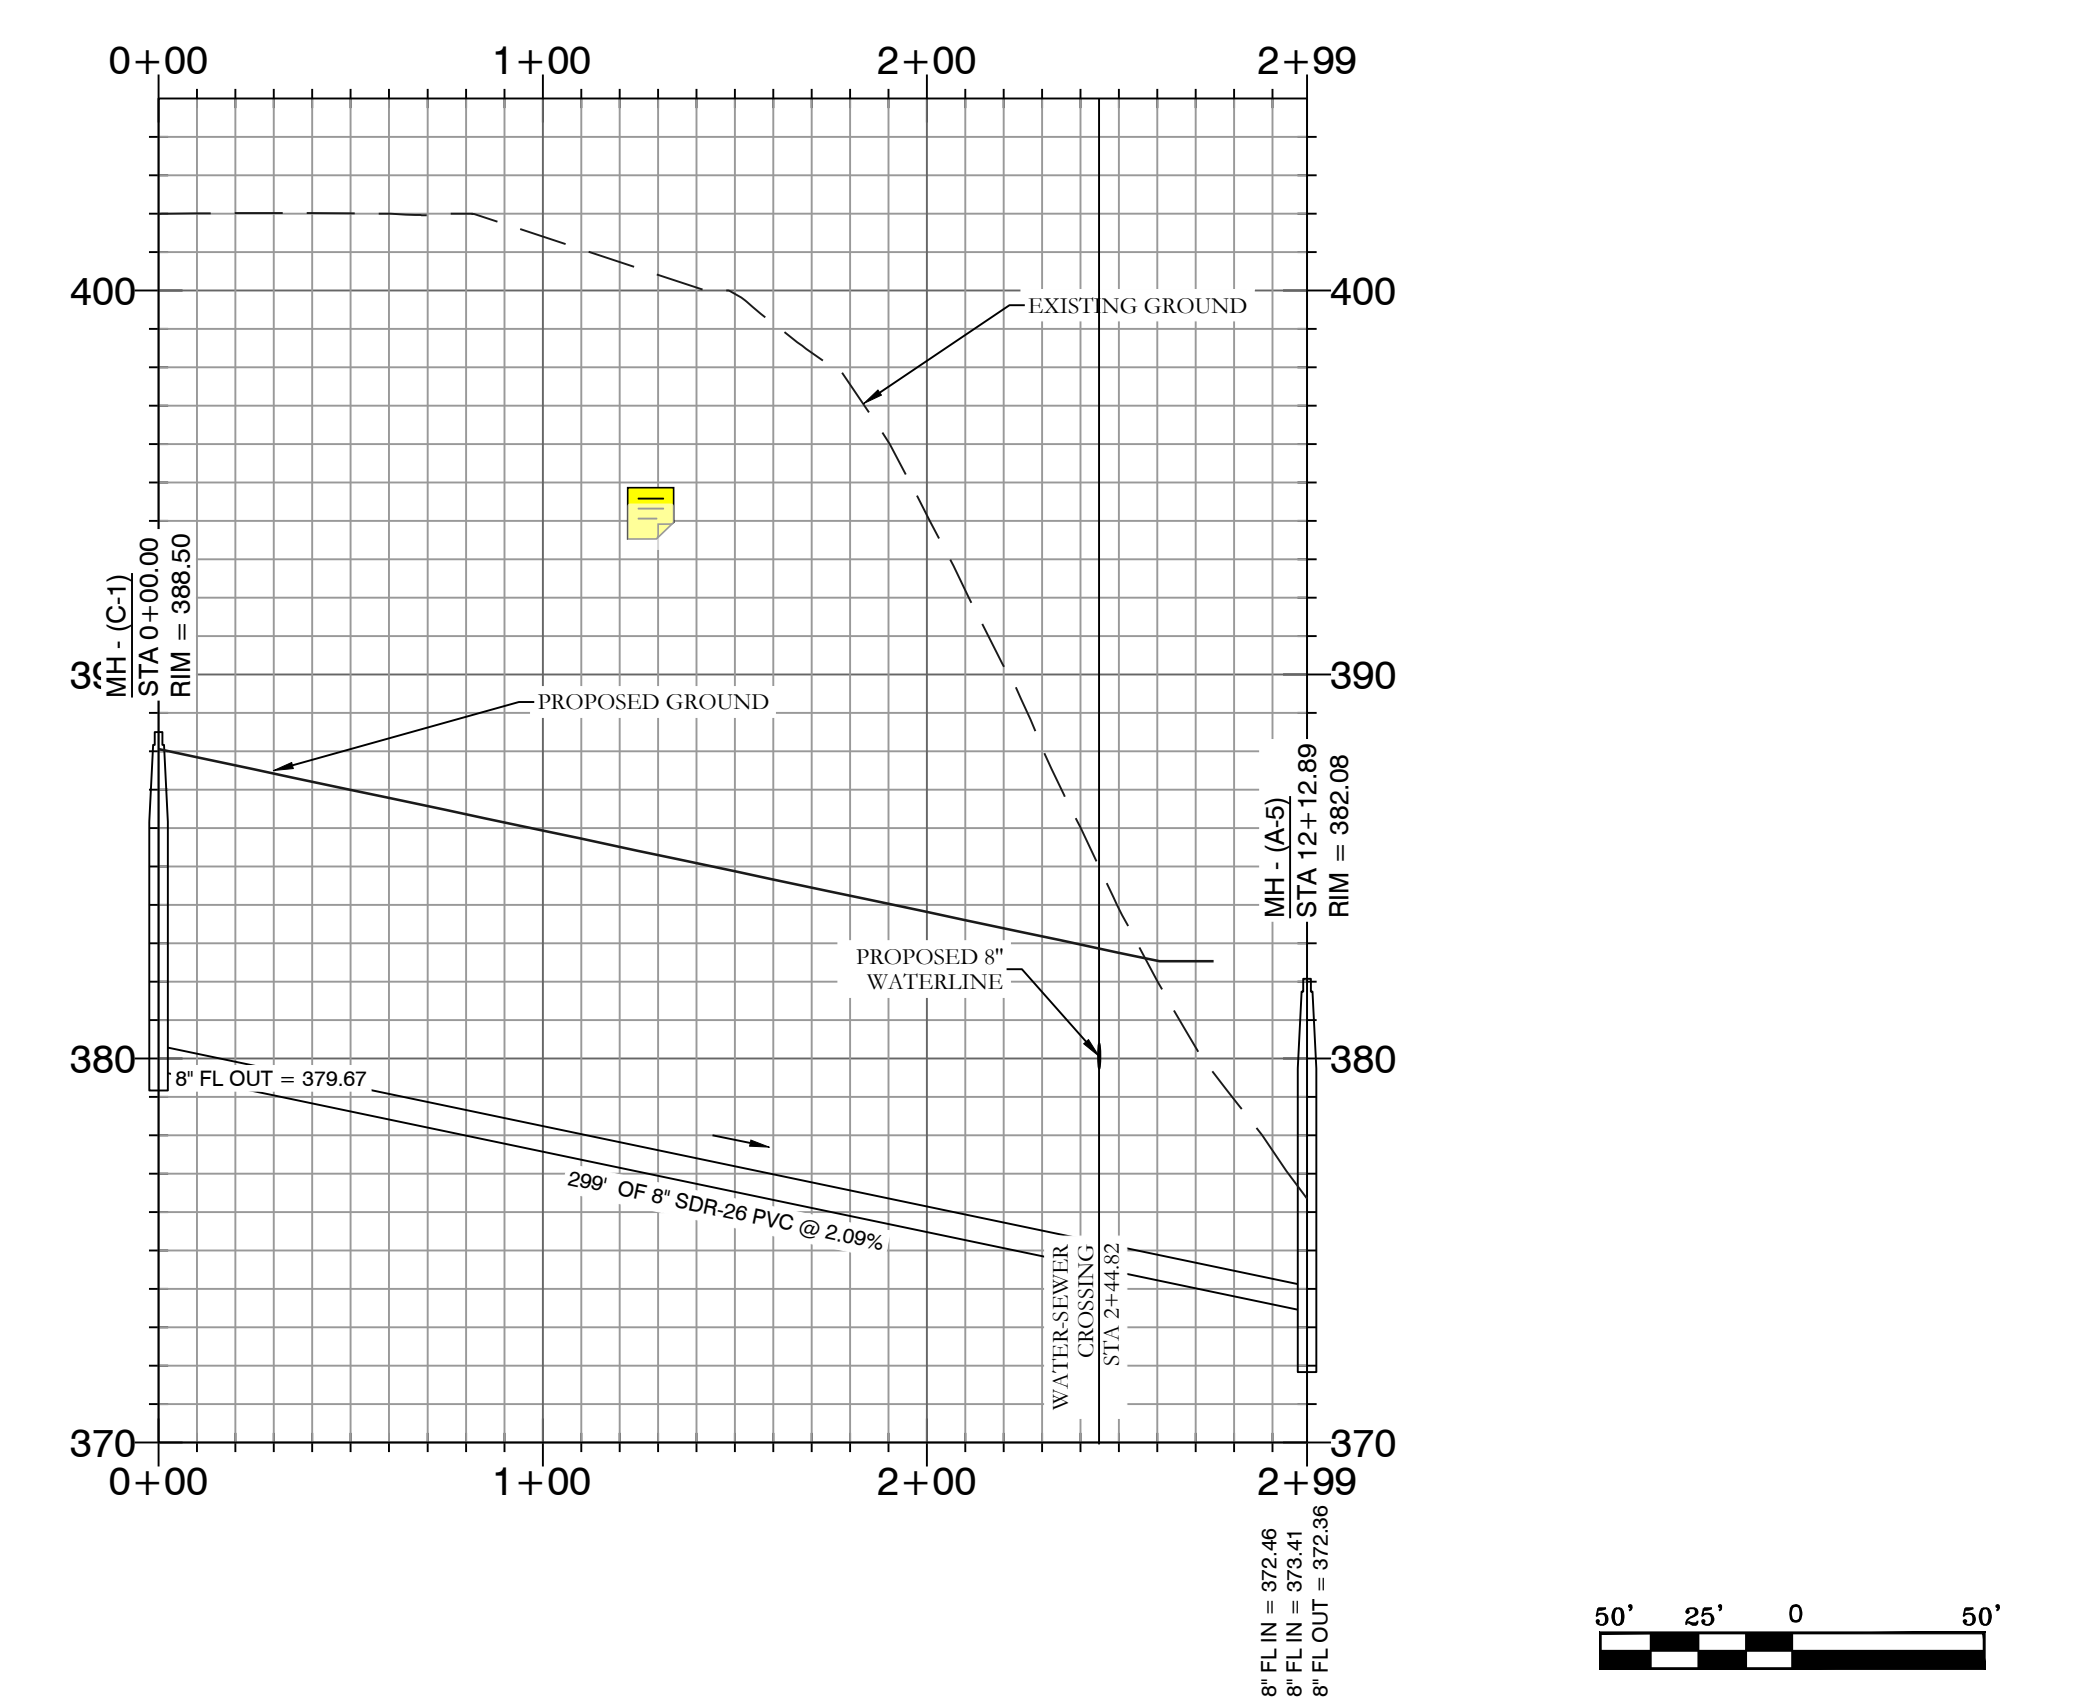 0+00 1+00 2+00 2+99
400 400
EXISTING GROUND
MH - (C-1)
STA 0+00.00
RIM = 388.50
390
PROPOSED GROUND
MH - (A-5)
STA 12+12.89
RIM = 382.08
PROPOSED 8"
WATERLINE
380 380
8" FL OUT = 379.67
299' OF 8" SDR-26 PVC @ 2.09%
WATER-SEWER
CROSSING
STA 2+44.82
370 370
0+00 1+00 2+00 2+99
8" FL IN = 372.46
8" FL IN = 373.41
8" FL OUT = 372.36
50' 25' 0 50'